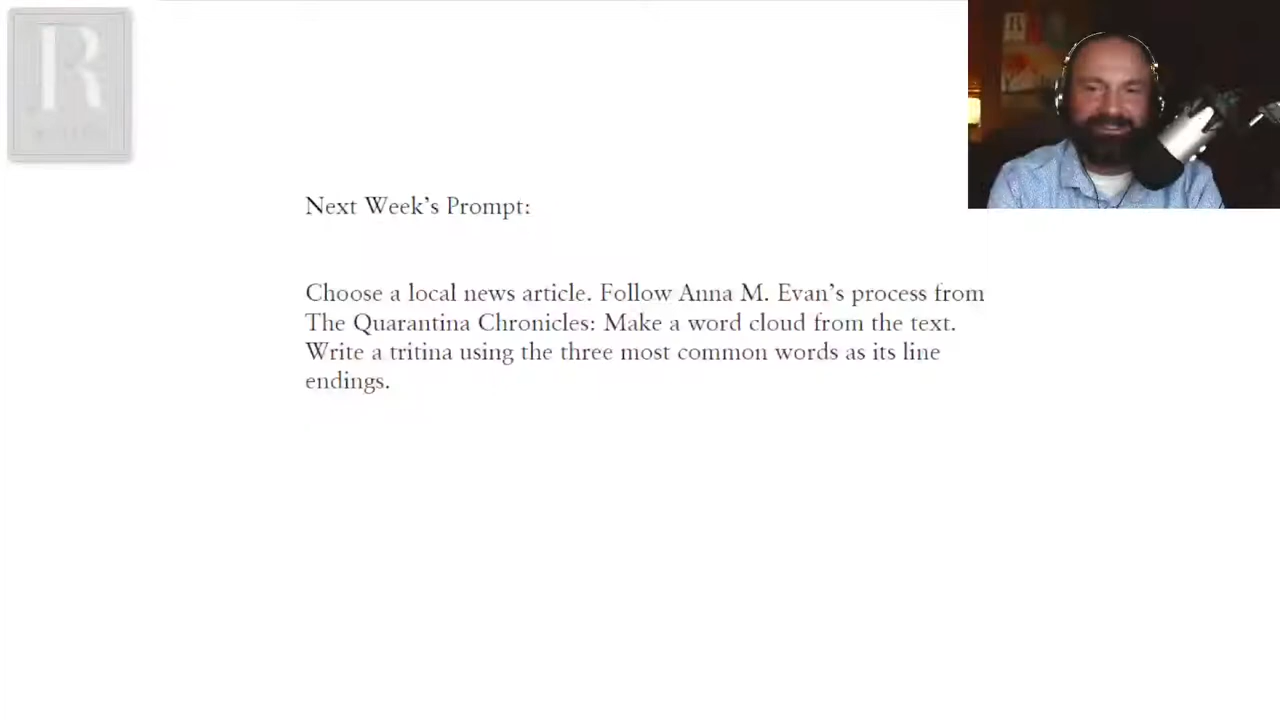 R
Next Week's Prompt:
Choose a local news article. Follow Anna M. Evan's process from
The Quarantina Chronicles: Make a word cloud from the text.
Write a tritina using the three most common words as its line
endings.